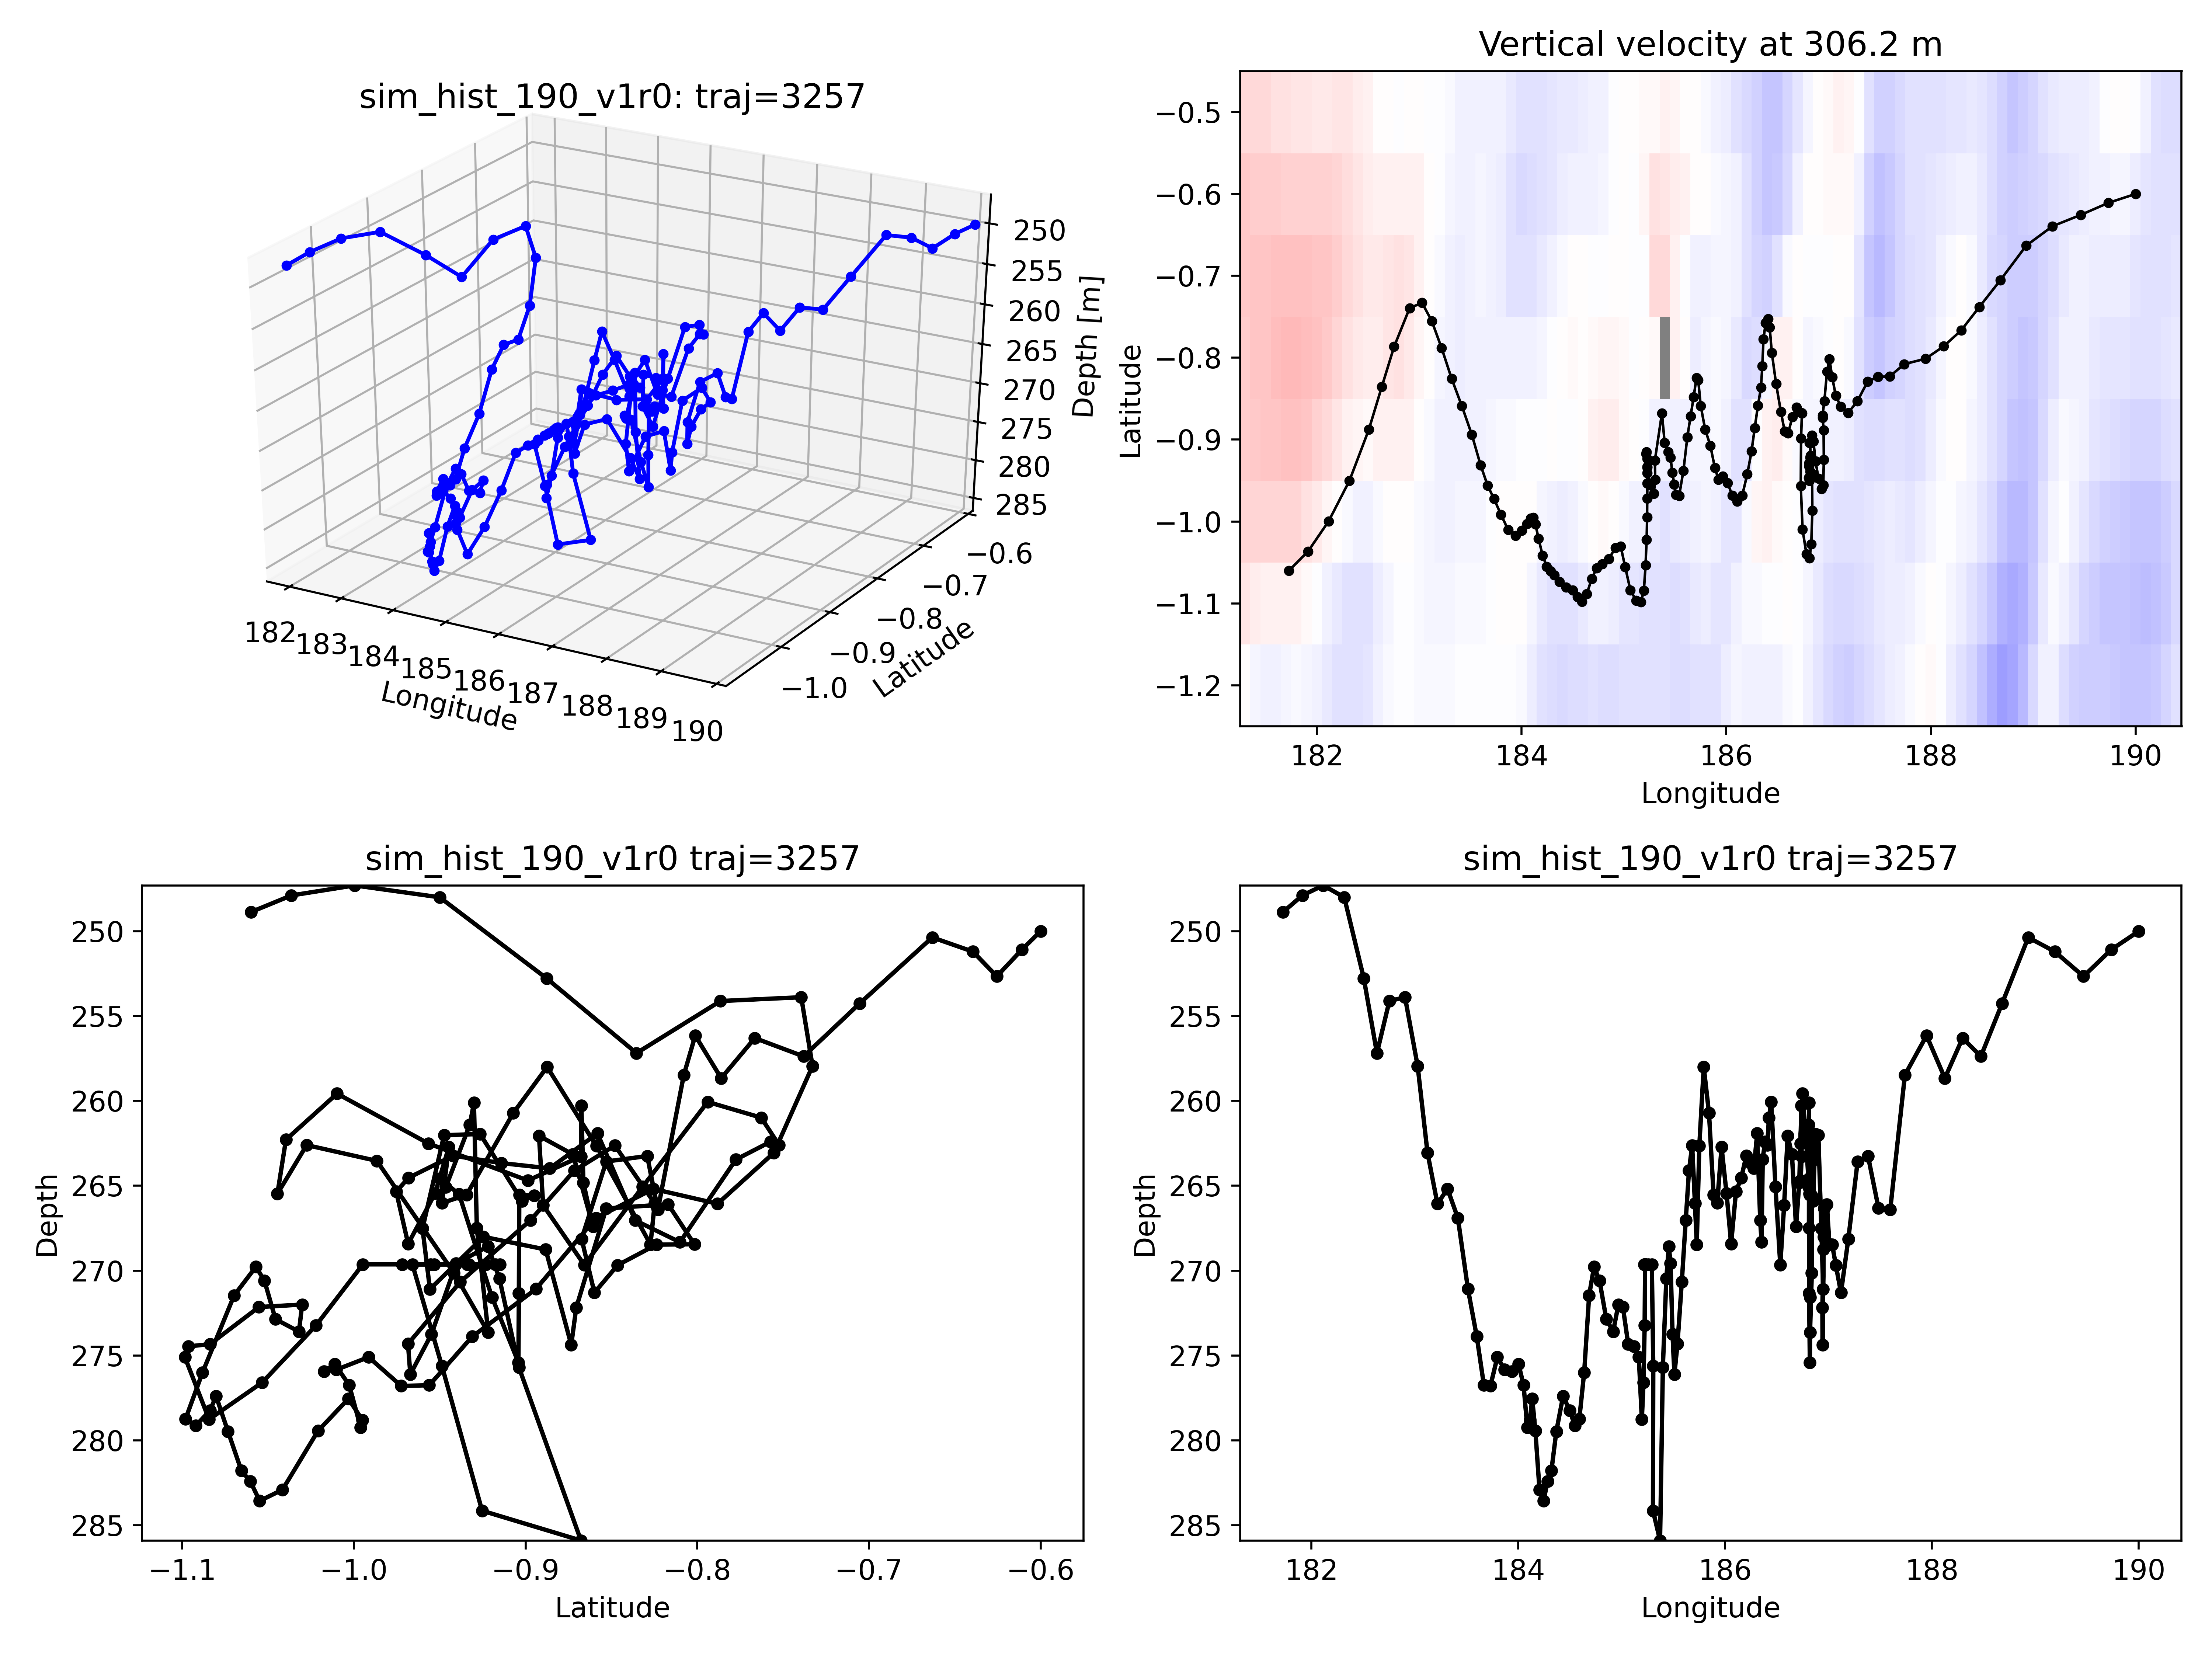 sim_hist_190_v1r0: traj=3257
250
255
260
265
270
275
280
285
Depth [m]
−0.6
−0.7
−0.8
−0.9
−1.0
Latitude
182
183
184
185
186
187
188
189
190
Longitude
Vertical velocity at 306.2 m
−0.5
−0.6
−0.7
−0.8
−0.9
−1.0
−1.1
−1.2
Latitude
182 184 186 188 190
Longitude
sim_hist_190_v1r0 traj=3257
250
255
260
265
270
275
280
285
Depth
−1.1 −1.0 −0.9 −0.8 −0.7 −0.6
Latitude
sim_hist_190_v1r0 traj=3257
250
255
260
265
270
275
280
285
Depth
182 184 186 188 190
Longitude